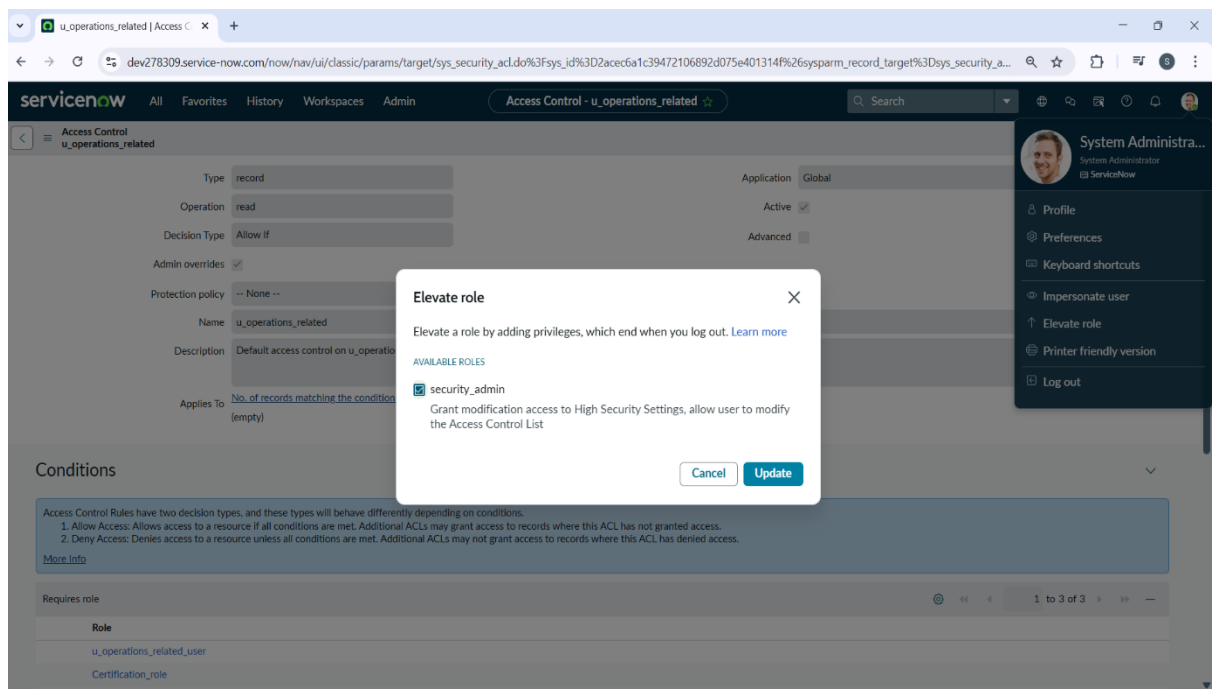 u_operations_related | Access C
dev278309.service-now.com/now/nav/ui/classic/params/target/sys_security_acl.do%3Fsys_id%3D2acec6a1c39472106892d075e401314f%26sysparm_record_target%3Dsys_security_a...
S
servicenow All Favorites History Workspaces Admin Access Control - u_operations_related Search
Access Control
u_operations_related
System Administra...
System Administrator
ServiceNow
Type record Application Global
Operation read Active
Decision Type Allow If Advanced
Admin overrides
Protection policy -- None --
Name u_operations_related
Description Default access control on u_operatio
Applies To No. of records matching the condition
(empty)
Profile
Preferences
Keyboard shortcuts
Impersonate user
Elevate role
Printer friendly version
Log out
Elevate role
Elevate a role by adding privileges, which end when you log out. Learn more
AVAILABLE ROLES
security_admin
Grant modification access to High Security Settings, allow user to modify
the Access Control List
Cancel Update
Conditions
Access Control Rules have two decision types, and these types will behave differently depending on conditions.
1. Allow Access: Allows access to a resource if all conditions are met. Additional ACLs may grant access to records where this ACL has not granted access.
2. Deny Access: Denies access to a resource unless all conditions are met. Additional ACLs may not grant access to records where this ACL has denied access.
More Info
Requires role 1 to 3 of 3
Role
u_operations_related_user
Certification_role